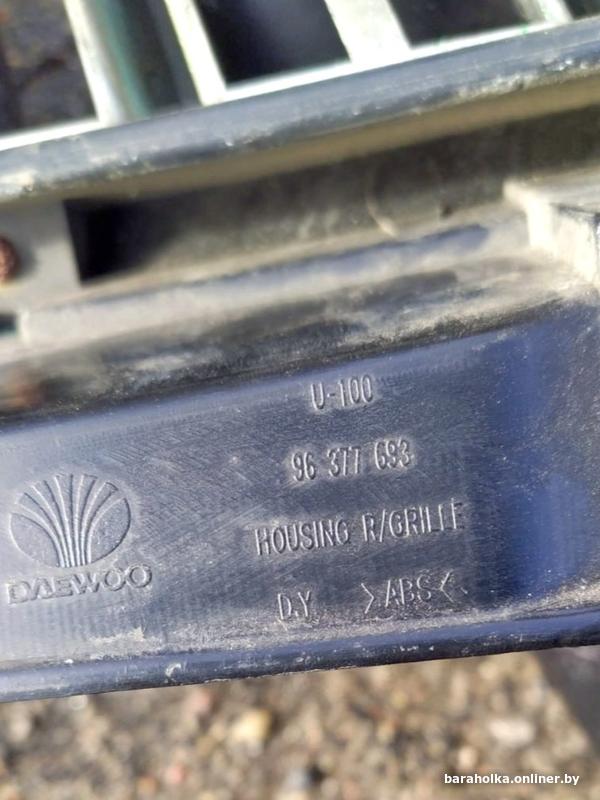 U-100
96 377 693
HOUSING R/GRILLE
DAEWOO
D.Y >ABS<
baraholka.onliner.by